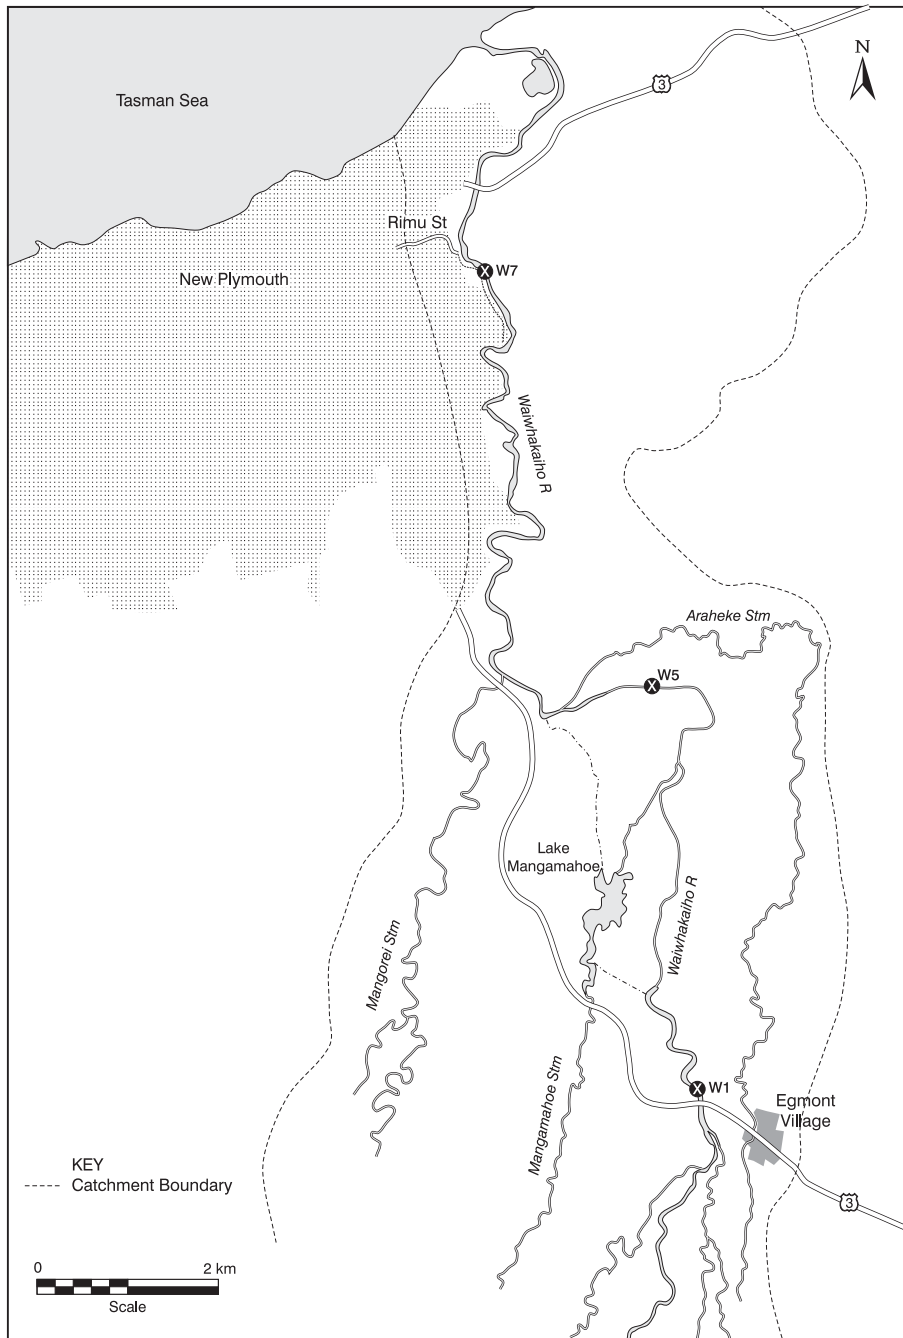 N
3
Tasman Sea
Rimu St
W7
New Plymouth
Waiwhakaiho R
Araheke Stm
W5
Lake
Mangamahoe
Waiwhakaiho R
Mangorei Stm
W1
Egmont
Village
Mangamahoe Stm
KEY
Catchment Boundary
3
0 2 km
Scale